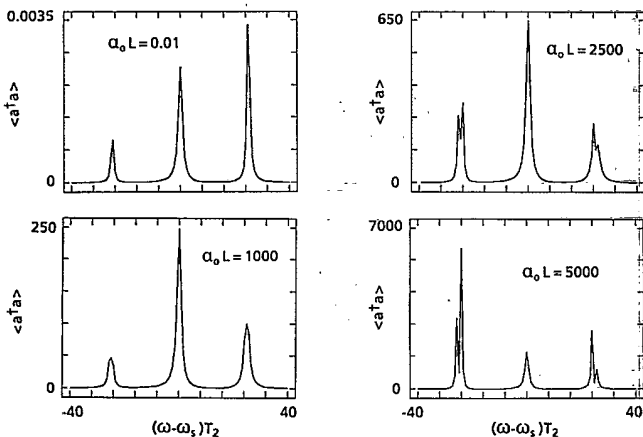 0.0035
α₀L = 0.01
<a†a>
0
650
α₀L = 2500
<a†a>
0
250
α₀L = 1000
<a†a>
0
-40
40
(ω-ωₛ)T₂
7000
α₀L = 5000
<a†a>
0
-40
40
(ω-ωₛ)T₂